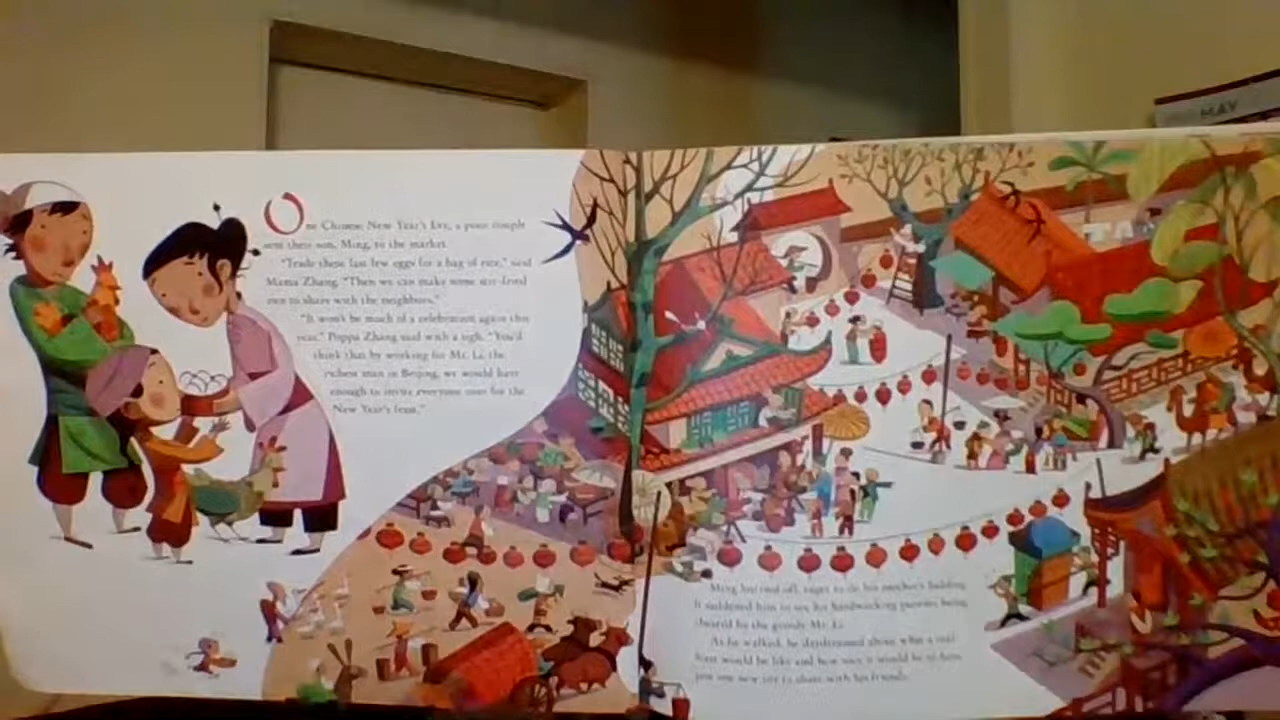 MAY
One Chinese New Year's Eve, a poor couple
sent their son, Ming, to the market.
"Trade these last few eggs for a bag of rice," said
Mama Zhang. "Then we can make some stir-fried
rice to share with the neighbors."
"It won't be much of a celebration again this
year," Poppa Zhang said with a sigh. "You'd
think that by working for Mr. Li, the
richest man in Beijing, we would have
enough to invite everyone over for the
New Year's feast."
Ming hurried off, eager to do his mother's bidding.
It saddened him to see his hardworking parents being
cheated by the greedy Mr. Li.
As he walked, he daydreamed about what a real
feast would be like and how nice it would be to have
just one new toy to share with his friends.